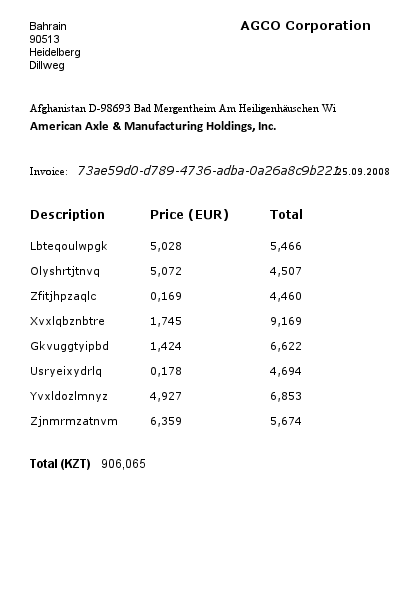 Bahrain
90513
Heidelberg
Dillweg
AGCO Corporation
Afghanistan D-98693 Bad Mergentheim Am Heiligenhäuschen Wi
American Axle & Manufacturing Holdings, Inc.
Invoice: 73ae59d0-d789-4736-adba-0a26a8c9b221 25.09.2008
Description Price (EUR) Total
Lbteqoulwpgk 5,028 5,466
Olyshrtjtnvq 5,072 4,507
Zfitjhpzaqlc 0,169 4,460
Xvxlqbznbtre 1,745 9,169
Gkvuggtyipbd 1,424 6,622
Usryeixydrlq 0,178 4,694
Yvxldozlmnyz 4,927 6,853
Zjnmrmzatnvm 6,359 5,674
Total (KZT) 906,065